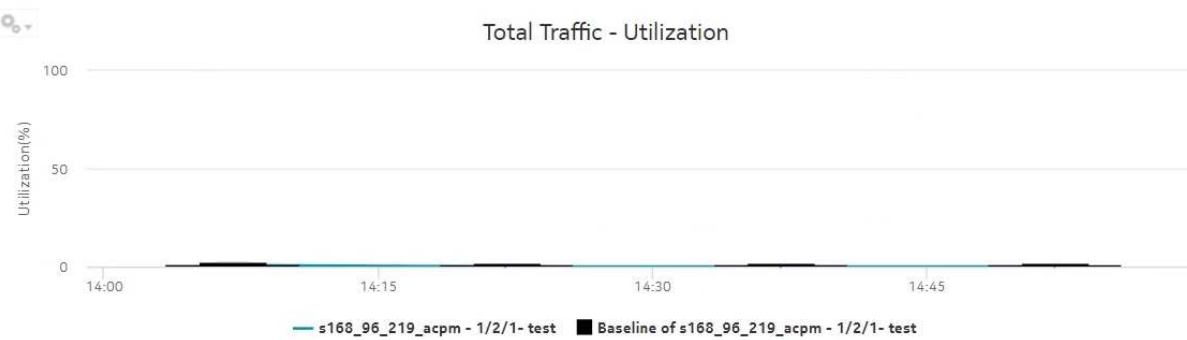 Total Traffic - Utilization
100
50
0
Utilization(%)
14:00 14:15 14:30 14:45
s168_96_219_acpm - 1/2/1- test Baseline of s168_96_219_acpm - 1/2/1- test